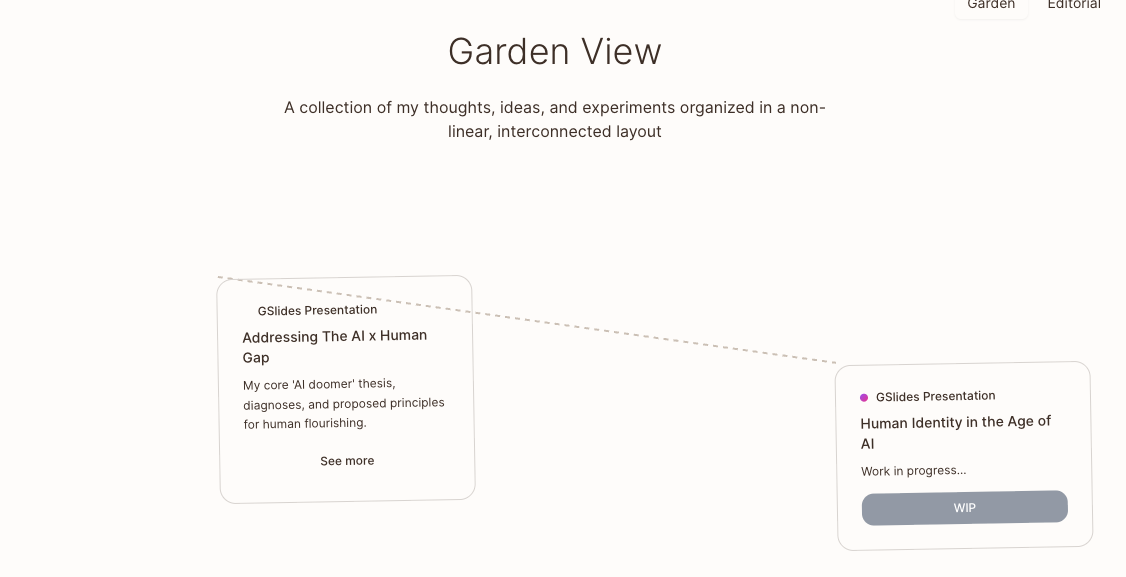 Garden
Editorial
Garden View
A collection of my thoughts, ideas, and experiments organized in a non-
linear, interconnected layout
GSlides Presentation
Addressing The AI x Human
Gap
My core 'AI doomer' thesis,
diagnoses, and proposed principles
for human flourishing.
See more
GSlides Presentation
Human Identity in the Age of
AI
Work in progress...
WIP